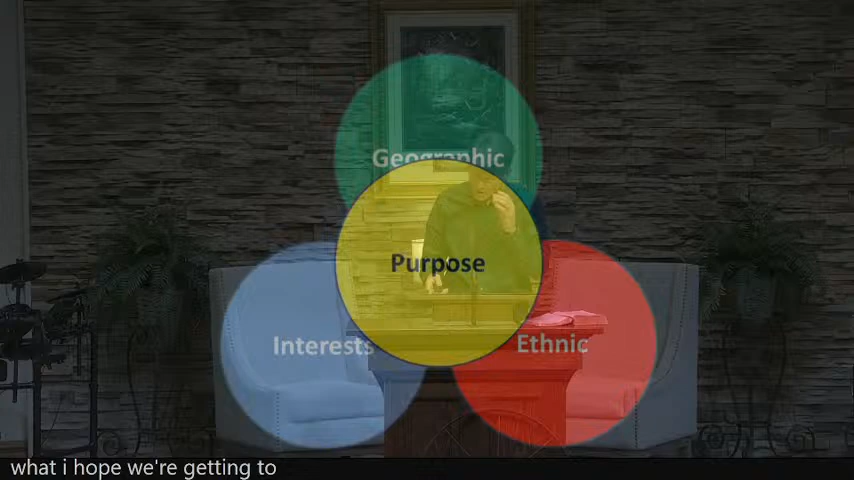 Geographic
Purpose
Interests
Ethnic
what i hope we're getting to